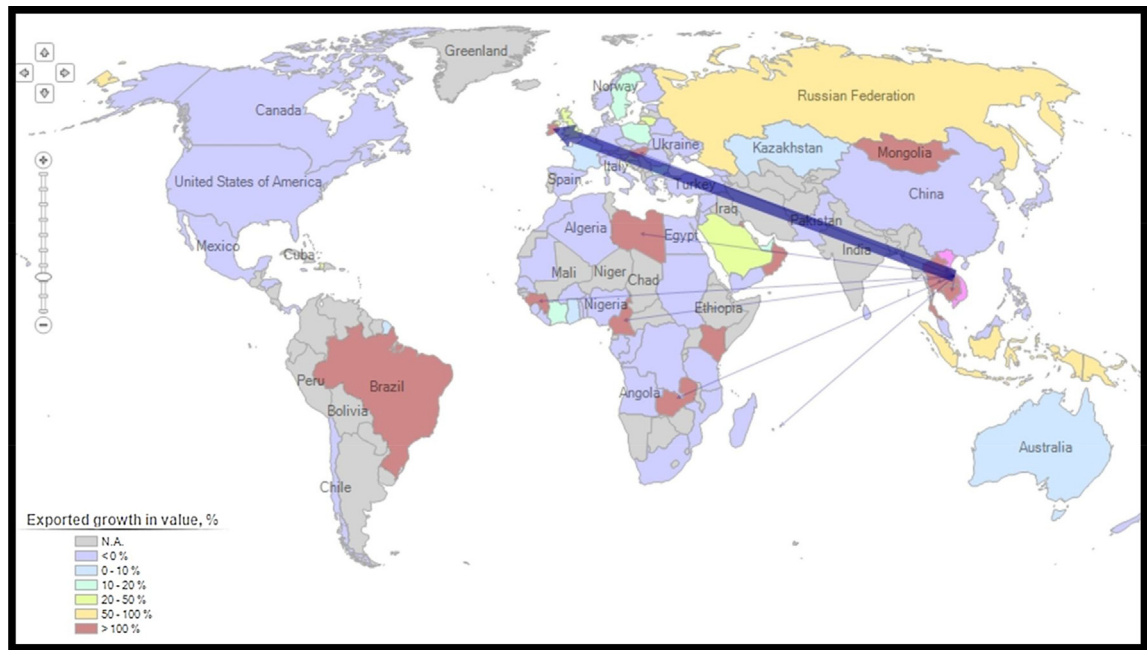 Greenland
Norway
Canada
Russian Federation
Ukraine
Kazakhstan
Mongolia
United States of America
Spain
Italy
Turkey
China
Iraq
Pakistan
Mexico
Algeria
Egypt
India
Cuba
Mali
Niger
Chad
Nigeria
Ethiopia
Peru
Brazil
Angola
Bolivia
Australia
Chile
Exported growth in value, %
N.A.
<0 %
0 - 10 %
10 - 20 %
20 - 50 %
50 - 100 %
> 100 %